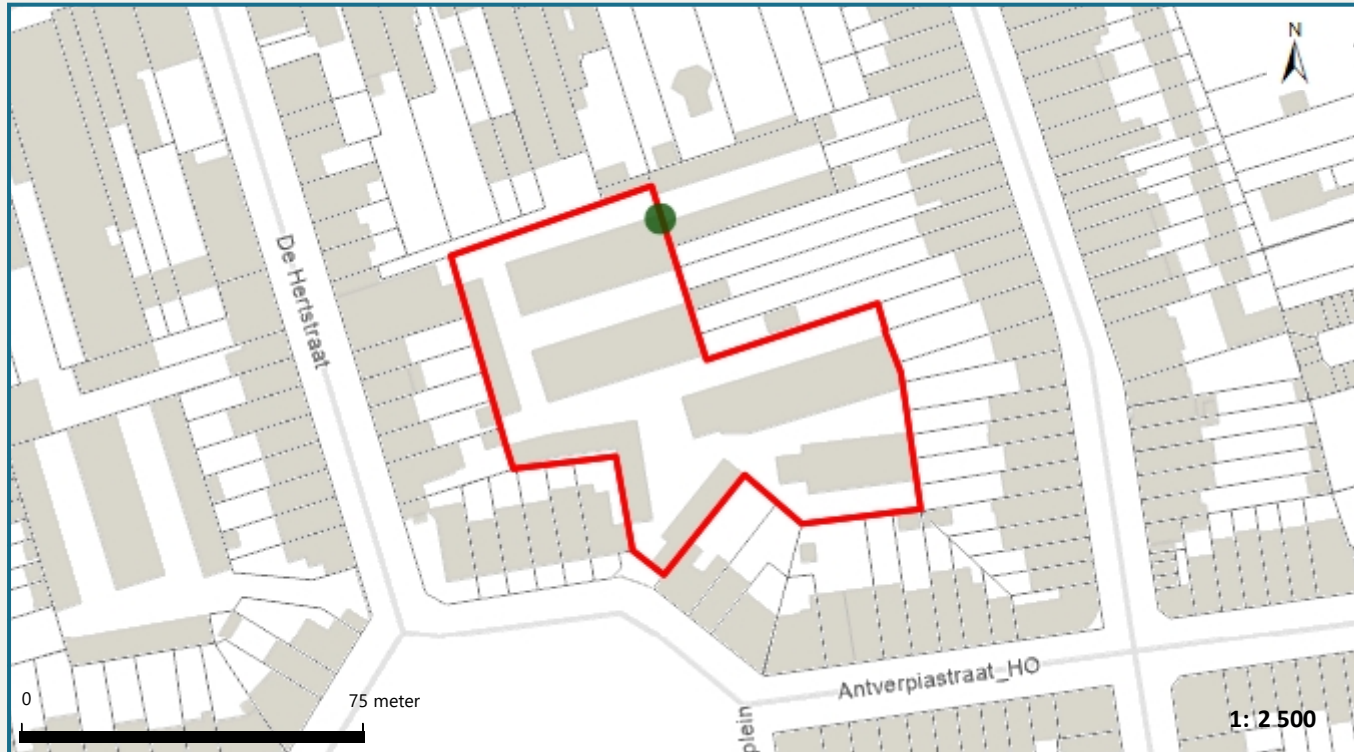 N
De Hertstraat
Antverpiastraat_HO
plein
0
75 meter
1: 2 500